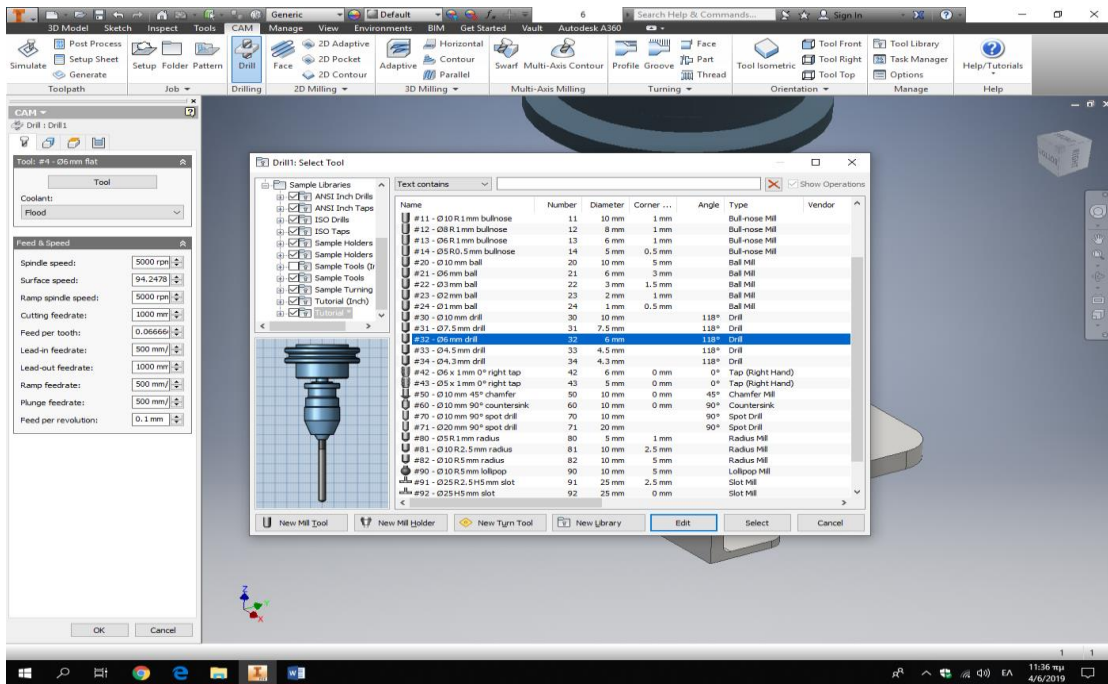 Generic
Default
6
Search Help & Commands...
Sign In
3D Model Sketch Inspect Tools CAM Manage View Environments BIM Get Started Vault Autodesk A360
Simulate
Post Process
Setup Sheet
Generate
Setup Folder Pattern
Drill
Face
2D Adaptive
2D Pocket
2D Contour
Adaptive
Horizontal
Contour
Parallel
Swarf Multi-Axis Contour
Profile Groove
Face
Part
Thread
Tool Isometric
Tool Front
Tool Right
Tool Top
Tool Library
Task Manager
Options
Help/Tutorials
Toolpath Job Drilling 2D Milling 3D Milling Multi-Axis Milling Turning Orientation Manage Help
CAM
Drill : Drill1
Tool: #4 - Ø6 mm flat
Tool
Coolant:
Flood
Feed & Speed
Spindle speed: 5000 rpm
Surface speed: 94.2478
Ramp spindle speed: 5000 rpm
Cutting feedrate: 1000 mm
Feed per tooth: 0.06666
Lead-in feedrate: 500 mm/
Lead-out feedrate: 1000 mm
Ramp feedrate: 500 mm/
Plunge feedrate: 500 mm/
Feed per revolution: 0.1 mm
OK Cancel
Drill1: Select Tool
Sample Libraries
ANSI Inch Drills
ANSI Inch Taps
ISO Drills
ISO Taps
Sample Holders
Sample Holders
Sample Tools (Ir
Sample Tools
Sample Turning
Tutorial (Inch)
Tutorial *
Text contains
Show Operations
Name Number Diameter Corner ... Angle Type Vendor
#11 - Ø10 R1 mm bullnose 11 10 mm 1 mm Bull-nose Mill
#12 - Ø8 R1 mm bullnose 12 8 mm 1 mm Bull-nose Mill
#13 - Ø6 R1 mm bullnose 13 6 mm 1 mm Bull-nose Mill
#14 - Ø5 R0.5 mm bullnose 14 5 mm 0.5 mm Bull-nose Mill
#20 - Ø10 mm ball 20 10 mm 5 mm Ball Mill
#21 - Ø6 mm ball 21 6 mm 3 mm Ball Mill
#22 - Ø3 mm ball 22 3 mm 1.5 mm Ball Mill
#23 - Ø2 mm ball 23 2 mm 1 mm Ball Mill
#24 - Ø1 mm ball 24 1 mm 0.5 mm Ball Mill
#30 - Ø10 mm drill 30 10 mm 118° Drill
#31 - Ø7.5 mm drill 31 7.5 mm 118° Drill
#32 - Ø6 mm drill 32 6 mm 118° Drill
#33 - Ø4.5 mm drill 33 4.5 mm 118° Drill
#34 - Ø4.3 mm drill 34 4.3 mm 118° Drill
#42 - Ø6 x 1 mm 0° right tap 42 6 mm 0 mm 0° Tap (Right Hand)
#43 - Ø5 x 1 mm 0° right tap 43 5 mm 0 mm 0° Tap (Right Hand)
#50 - Ø10 mm 45° chamfer 50 10 mm 0 mm 45° Chamfer Mill
#60 - Ø10 mm 90° countersink 60 10 mm 0 mm 90° Countersink
#70 - Ø10 mm 90° spot drill 70 10 mm 90° Spot Drill
#71 - Ø20 mm 90° spot drill 71 20 mm 90° Spot Drill
#80 - Ø5 R1 mm radius 80 5 mm 1 mm Radius Mill
#81 - Ø10 R2.5 mm radius 81 10 mm 2.5 mm Radius Mill
#82 - Ø10 R5 mm radius 82 10 mm 5 mm Radius Mill
#90 - Ø10 R5 mm lollipop 90 10 mm 5 mm Lollipop Mill
#91 - Ø25 R2.5 H5 mm slot 91 25 mm 2.5 mm Slot Mill
#92 - Ø25 H5 mm slot 92 25 mm 0 mm Slot Mill
New Mill Tool New Mill Holder New Turn Tool New Library Edit Select Cancel
RIGHT
Z
Y
X
1 1
ΕΛ
11:36 πμ
4/6/2019